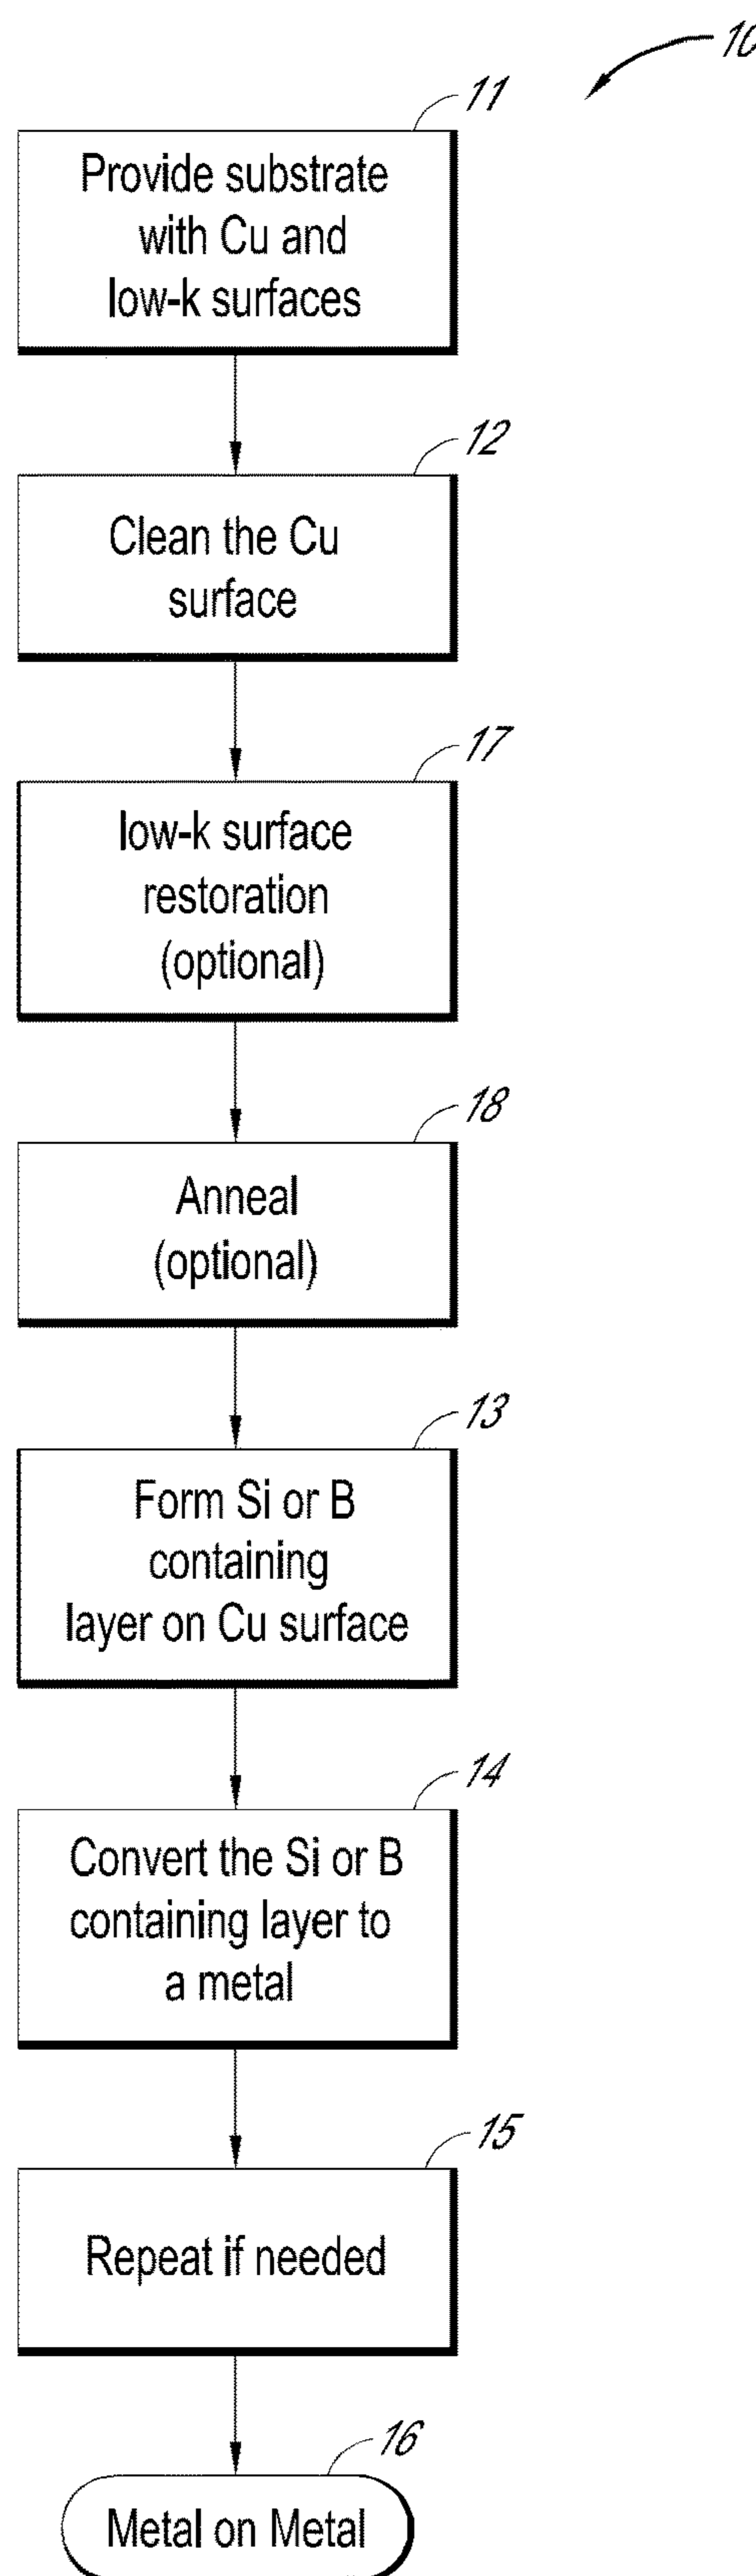 10
11
Provide substrate
with Cu and
low-k surfaces
12
Clean the Cu
surface
17
low-k surface
restoration
(optional)
18
Anneal
(optional)
13
Form Si or B
containing
layer on Cu surface
14
Convert the Si or B
containing layer to
a metal
15
Repeat if needed
16
Metal on Metal